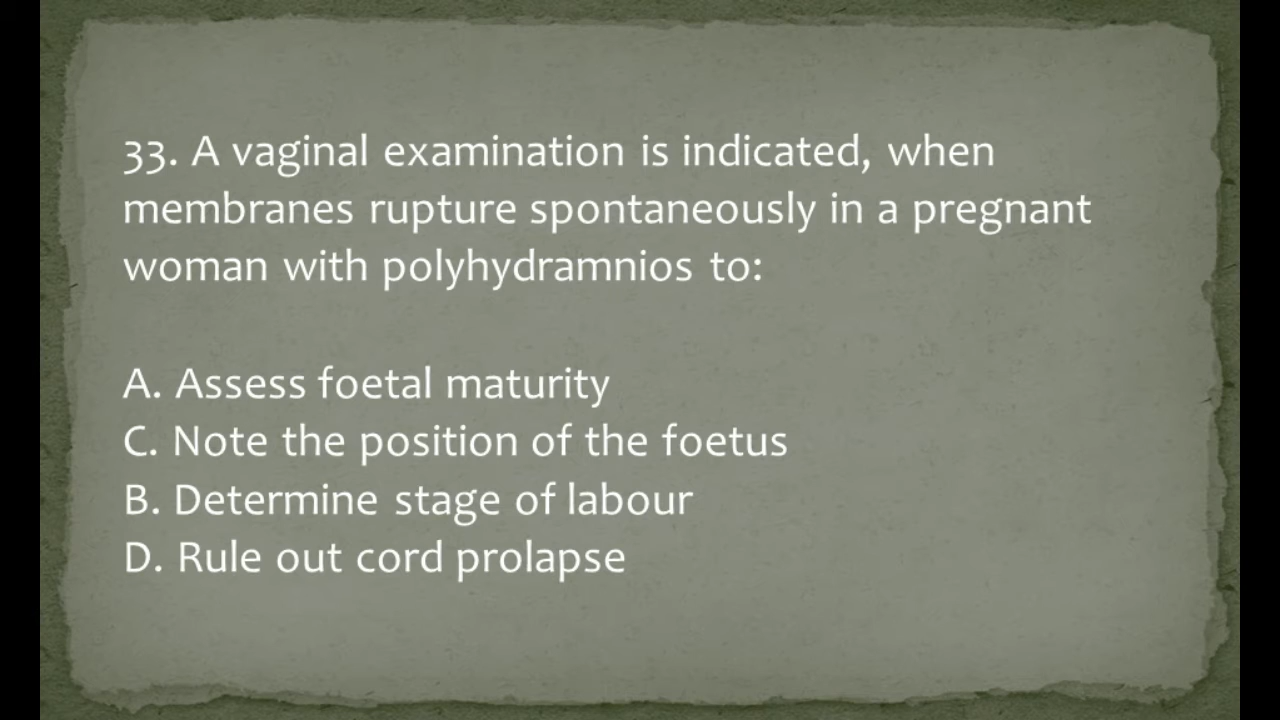 33. A vaginal examination is indicated, when
membranes rupture spontaneously in a pregnant
woman with polyhydramnios to:
A. Assess foetal maturity
C. Note the position of the foetus
B. Determine stage of labour
D. Rule out cord prolapse